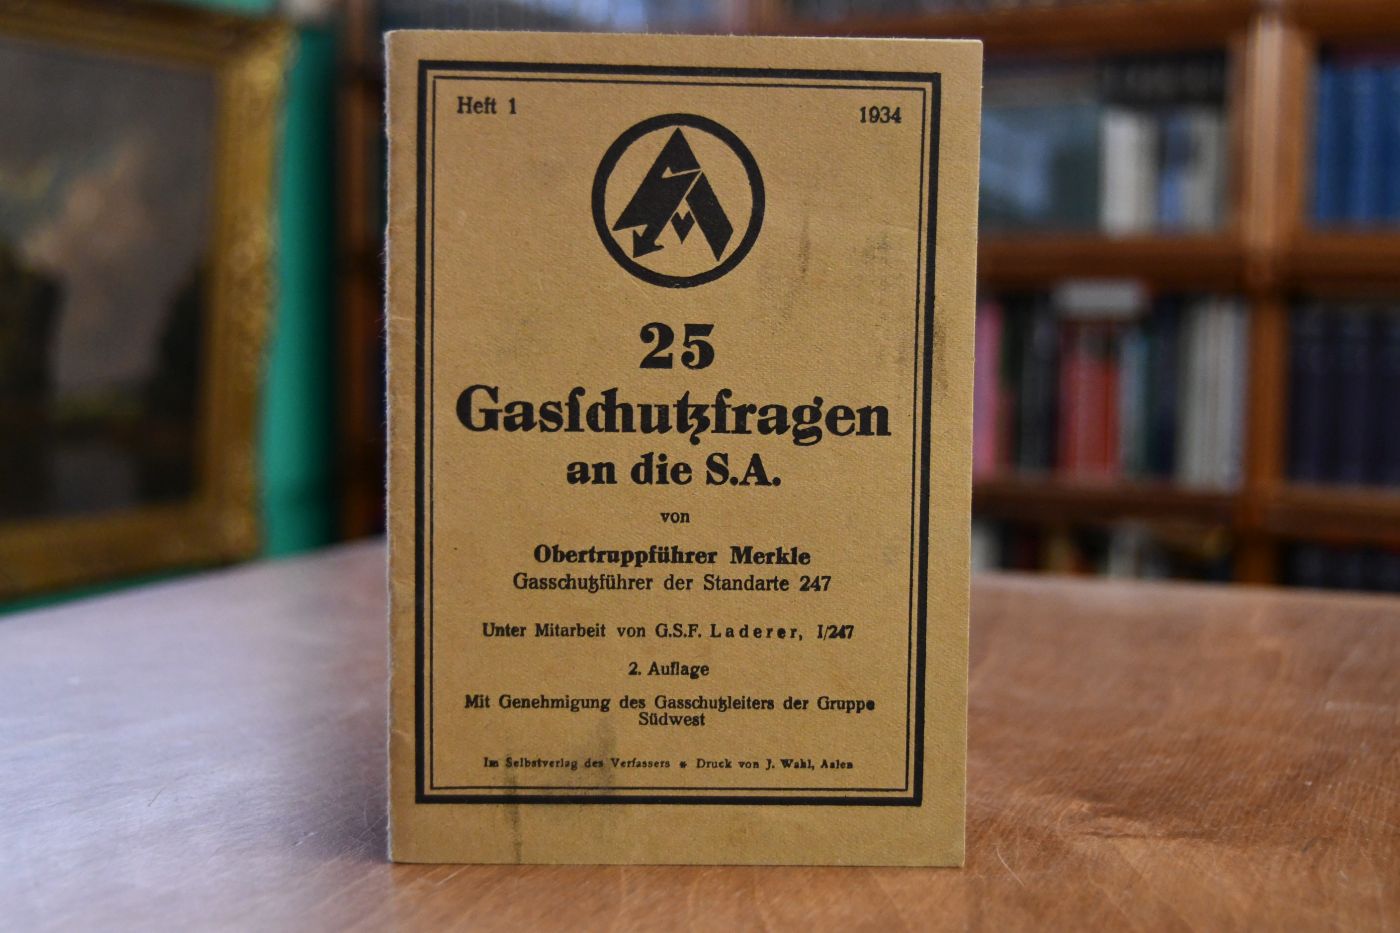 Heft 1
1934
25
Gasſchutzfragen
an die S.A.
von
Obertruppführer Merkle
Gasschutzführer der Standarte 247
Unter Mitarbeit von G.S.F. Laderer, I/247
2. Auflage
Mit Genehmigung des Gasschutzleiters der Gruppe
Südwest
Im Selbstverlag des Verfassers * Druck von J. Wahl, Aalen